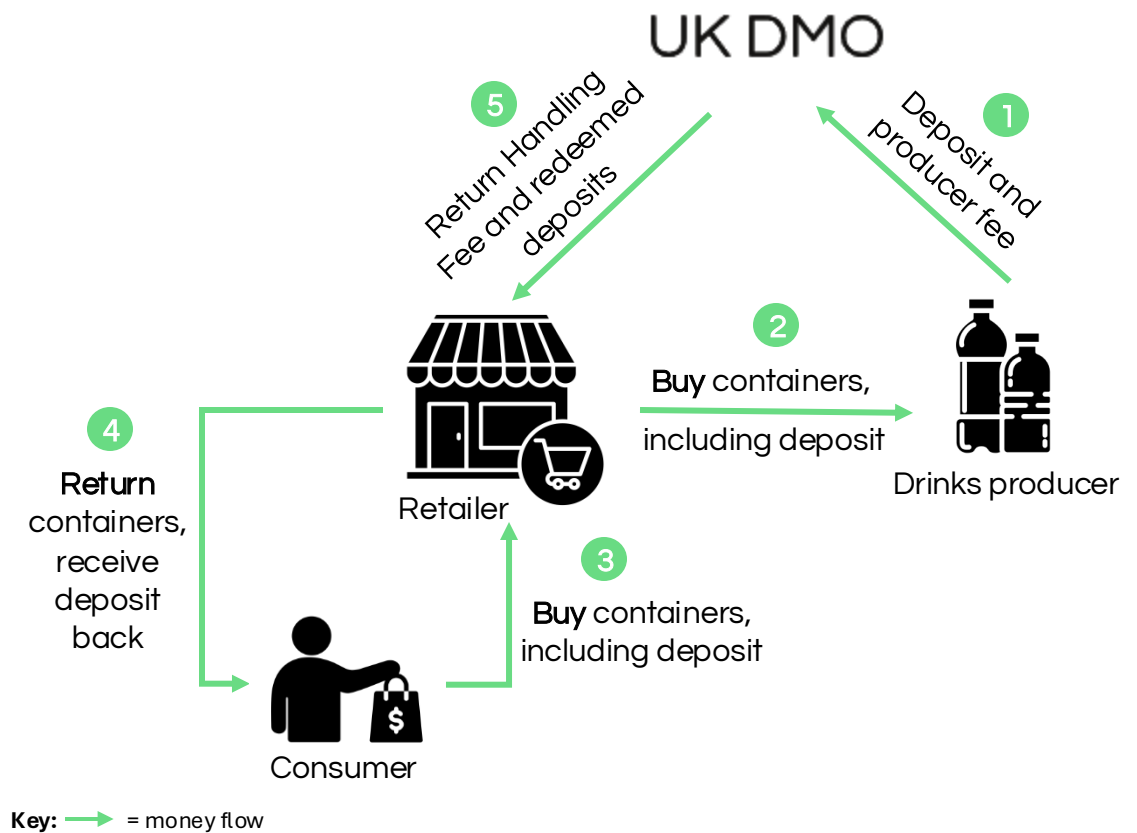 UK DMO
5
Return Handling
Fee and redeemed
deposits
1
Deposit and
producer fee
2
Buy containers,
including deposit
Drinks producer
4
Return
containers,
receive
deposit
back
Retailer
3
Buy containers,
including deposit
$
Consumer
Key: = money flow